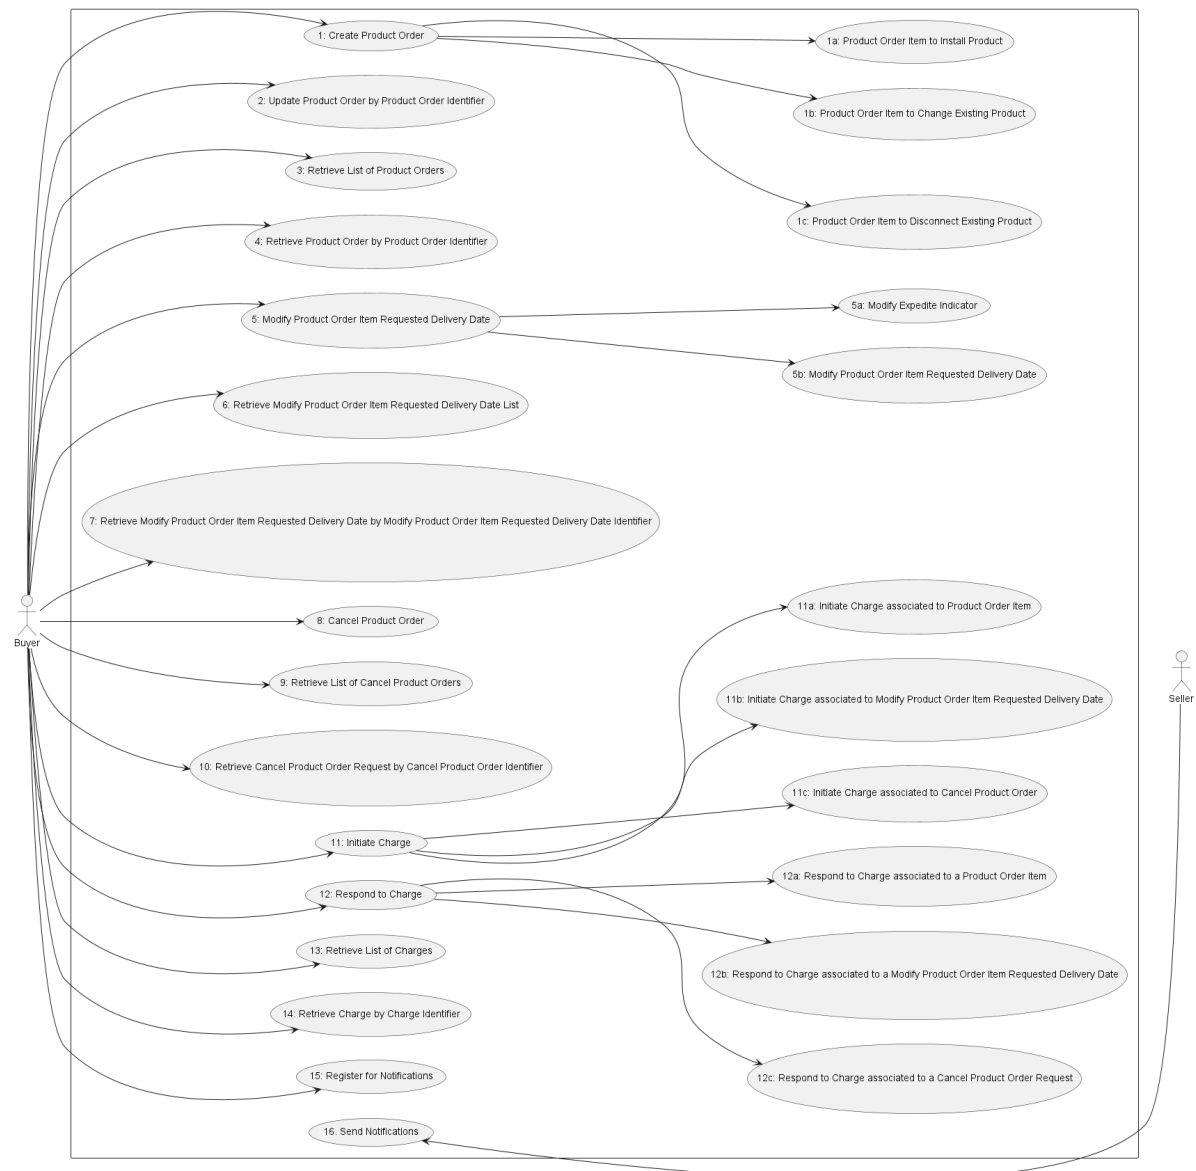 1: Create Product Order
1a: Product Order Item to Install Product
2: Update Product Order by Product Order Identifier
1b: Product Order Item to Change Existing Product
3: Retrieve List of Product Orders
1c: Product Order Item to Disconnect Existing Product
4: Retrieve Product Order by Product Order Identifier
5: Modify Product Order Item Requested Delivery Date
5a: Modify Expedite Indicator
5b: Modify Product Order Item Requested Delivery Date
6: Retrieve Modify Product Order Item Requested Delivery Date List
7: Retrieve Modify Product Order Item Requested Delivery Date by Modify Product Order Item Requested Delivery Date Identifier
11a: Initiate Charge associated to Product Order Item
8: Cancel Product Order
Buyer
9: Retrieve List of Cancel Product Orders
11b: Initiate Charge associated to Modify Product Order Item Requested Delivery Date
Seller
10: Retrieve Cancel Product Order Request by Cancel Product Order Identifier
11c: Initiate Charge associated to Cancel Product Order
11: Initiate Charge
12a: Respond to Charge associated to a Product Order Item
12: Respond to Charge
13: Retrieve List of Charges
12b: Respond to Charge associated to a Modify Product Order Item Requested Delivery Date
14: Retrieve Charge by Charge Identifier
15: Register for Notifications
12c: Respond to Charge associated to a Cancel Product Order Request
16. Send Notifications